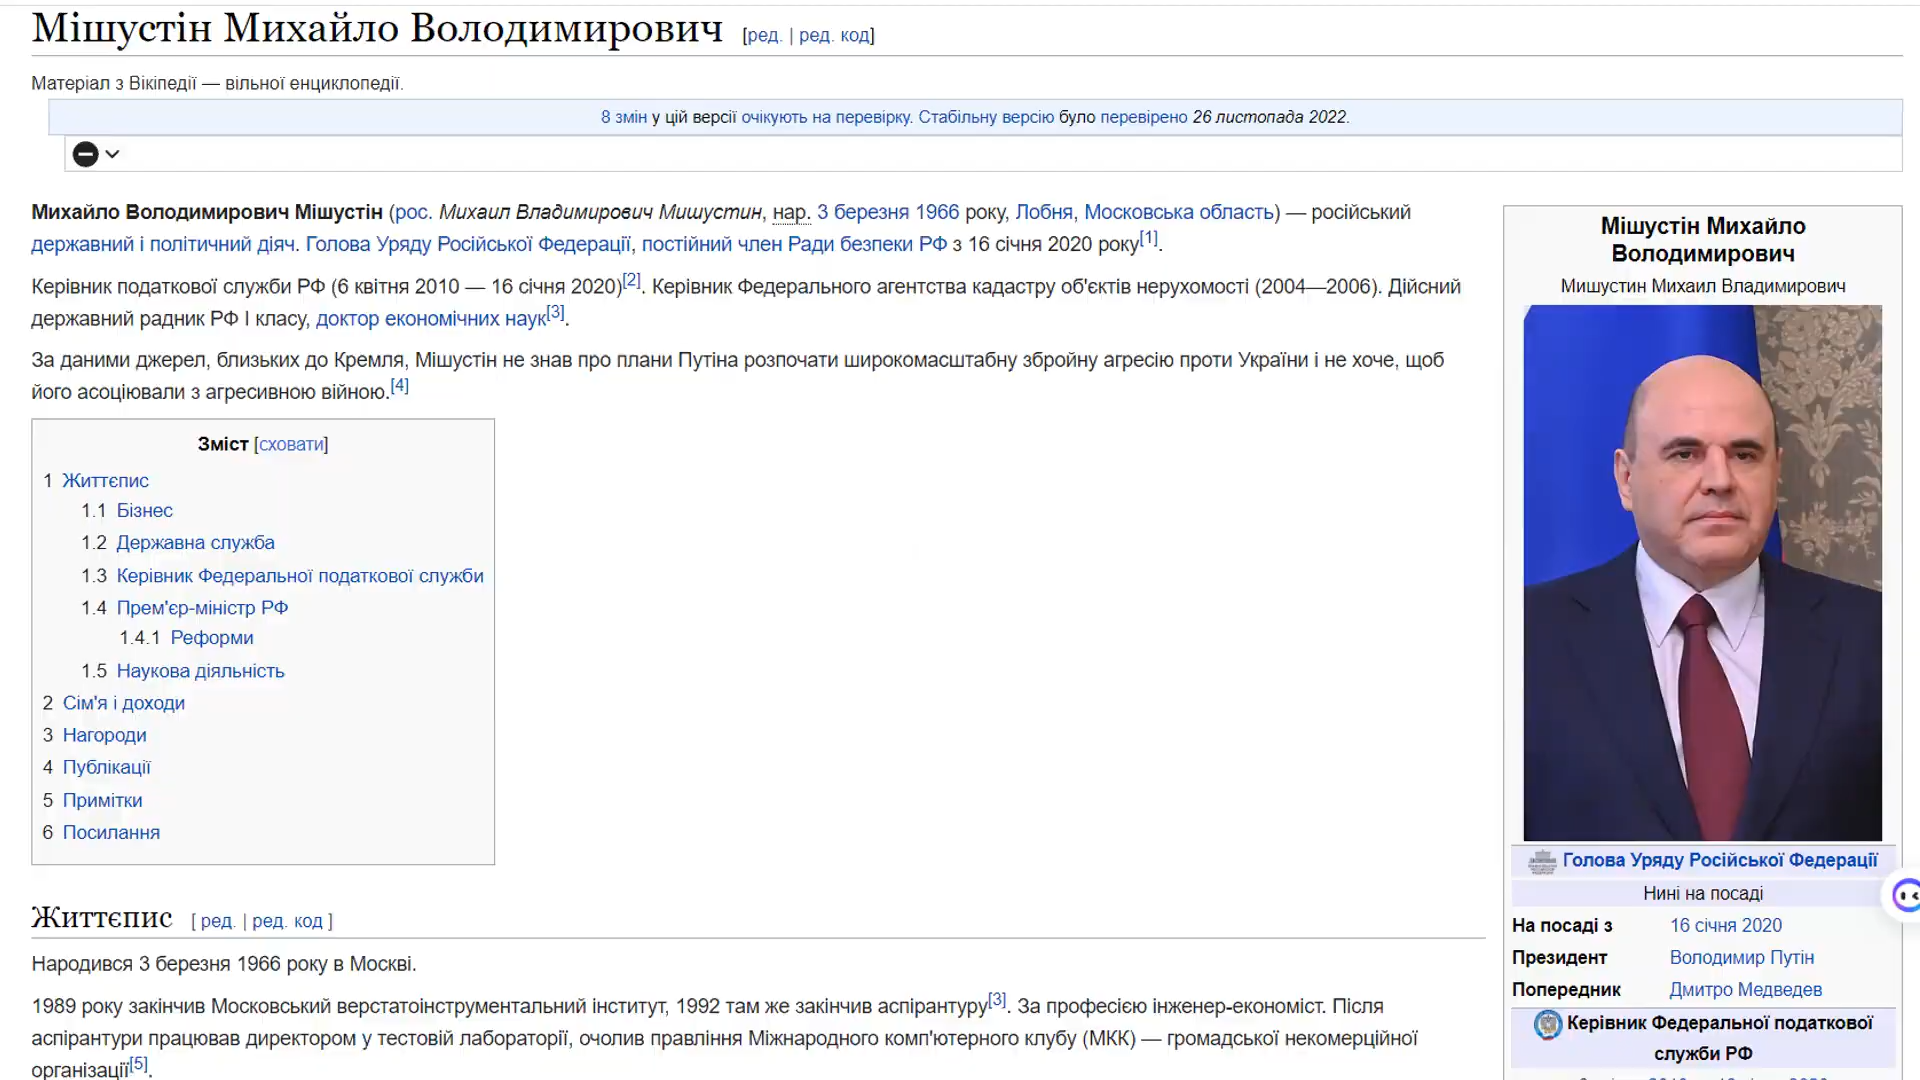 Мішустін Михайло Володимирович [ред. | ред. код]
Матеріал з Вікіпедії — вільної енциклопедії.
8 змін у цій версії очікують на перевірку. Стабільну версію було перевірено 26 листопада 2022.
Михайло Володимирович Мішустін (рос. Михаил Владимирович Мишустин, нар. 3 березня 1966 року, Лобня, Московська область) — російський
державний і політичний діяч. Голова Уряду Російської Федерації, постійний член Ради безпеки РФ з 16 січня 2020 року[1].
Керівник податкової служби РФ (6 квітня 2010 — 16 січня 2020)[2]. Керівник Федерального агентства кадастру об'єктів нерухомості (2004—2006). Дійсний
державний радник РФ І класу, доктор економічних наук[3].
За даними джерел, близьких до Кремля, Мішустін не знав про плани Путіна розпочати широкомасштабну збройну агресію проти України і не хоче, щоб
його асоціювали з агресивною війною.[4]
Зміст [сховати]
1 Життєпис
1.1 Бізнес
1.2 Державна служба
1.3 Керівник Федеральної податкової служби
1.4 Прем'єр-міністр РФ
1.4.1 Реформи
1.5 Наукова діяльність
2 Сім'я і доходи
3 Нагороди
4 Публікації
5 Примітки
6 Посилання
Життєпис [ ред. | ред. код ]
Народився 3 березня 1966 року в Москві.
1989 року закінчив Московський верстатоінструментальний інститут, 1992 там же закінчив аспірантуру[3]. За професією інженер-економіст. Після
аспірантури працював директором у тестовій лабораторії, очолив правління Міжнародного комп'ютерного клубу (МКК) — громадської некомерційної
організації[5].
Мішустін Михайло
Володимирович
Мишустин Михаил Владимирович
Голова Уряду Російської Федерації
Нині на посаді
На посаді з 16 січня 2020
Президент Володимир Путін
Попередник Дмитро Медведев
Керівник Федеральної податкової
служби РФ